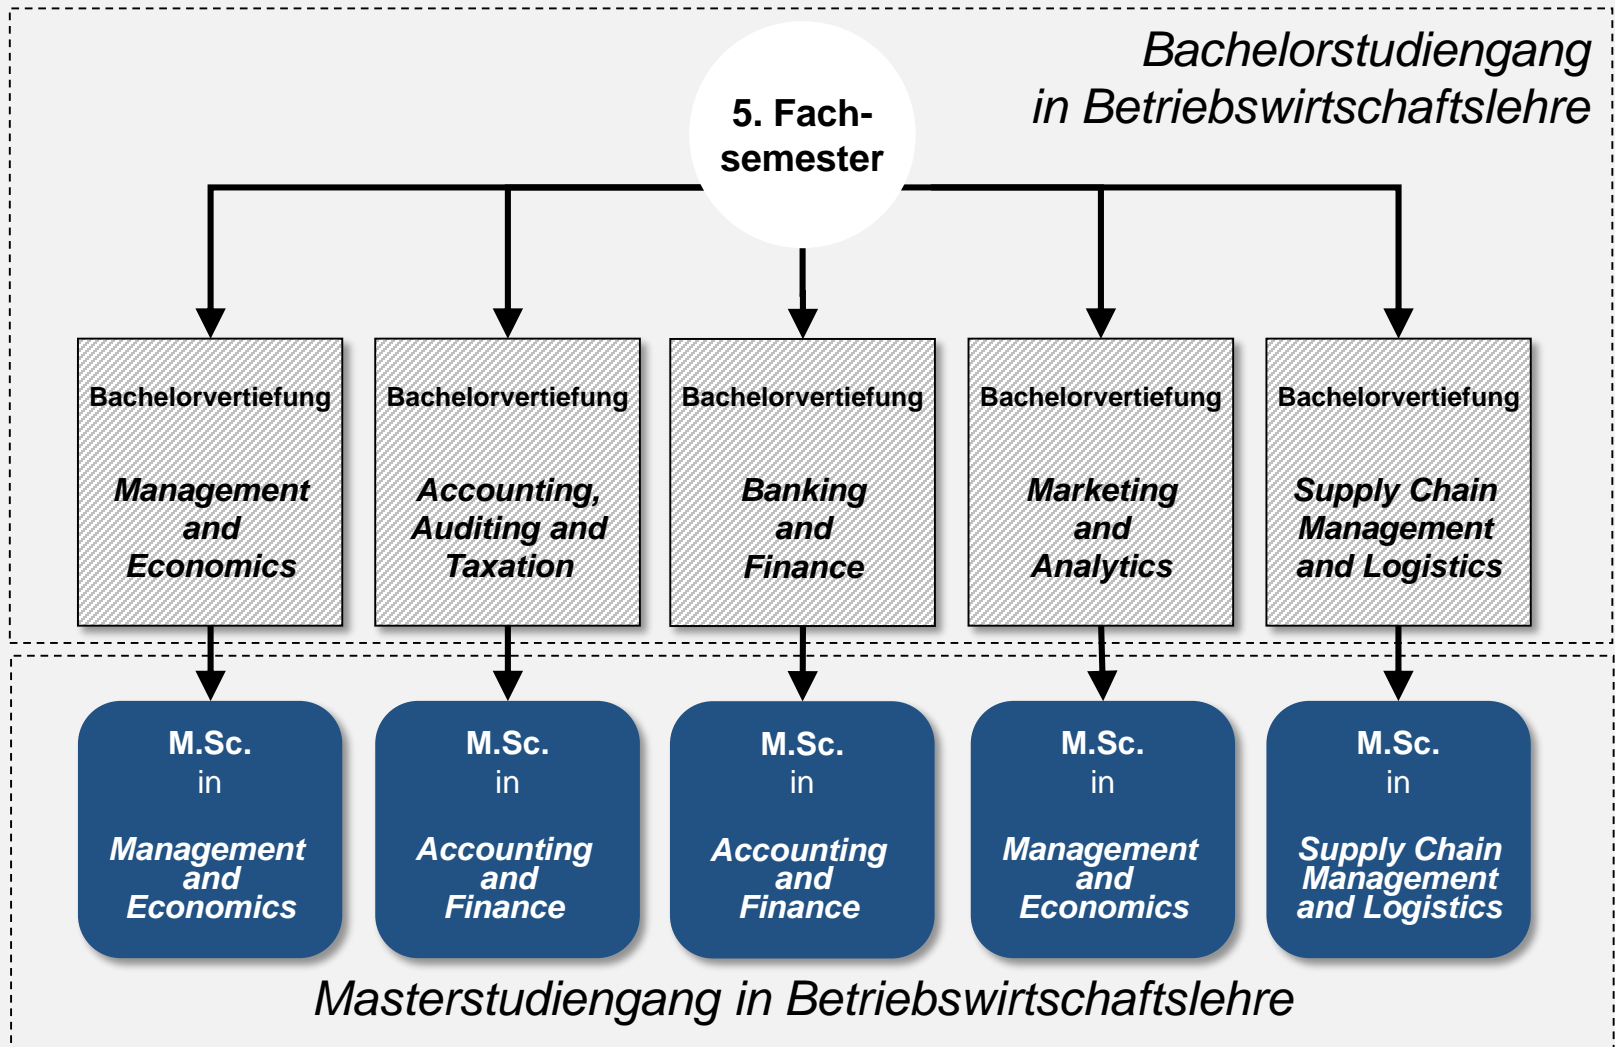 Bachelorstudiengang
in Betriebswirtschaftslehre
5. Fach-
semester
Bachelorvertiefung
Management
and
Economics
Bachelorvertiefung
Accounting,
Auditing and
Taxation
Bachelorvertiefung
Banking
and
Finance
Bachelorvertiefung
Marketing
and
Analytics
Bachelorvertiefung
Supply Chain
Management
and Logistics
M.Sc.
in
Management
and
Economics
M.Sc.
in
Accounting
and
Finance
M.Sc.
in
Accounting
and
Finance
M.Sc.
in
Management
and
Economics
M.Sc.
in
Supply Chain
Management
and Logistics
Masterstudiengang in Betriebswirtschaftslehre